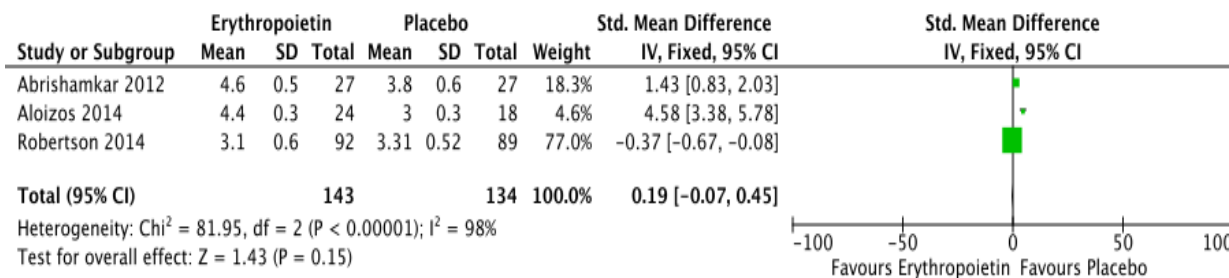 Erythropoietin Placebo Std. Mean Difference Std. Mean Difference
Study or Subgroup Mean SD Total Mean SD Total Weight IV, Fixed, 95% CI IV, Fixed, 95% CI
Abrishamkar 2012 4.6 0.5 27 3.8 0.6 27 18.3% 1.43 [0.83, 2.03]
Aloizos 2014 4.4 0.3 24 3 0.3 18 4.6% 4.58 [3.38, 5.78]
Robertson 2014 3.1 0.6 92 3.31 0.52 89 77.0% −0.37 [−0.67, −0.08]
Total (95% CI) 143 134 100.0% 0.19 [−0.07, 0.45]
Heterogeneity: Chi² = 81.95, df = 2 (P < 0.00001); I² = 98%
Test for overall effect: Z = 1.43 (P = 0.15)
−100 −50 0 50 100
Favours Erythropoietin Favours Placebo